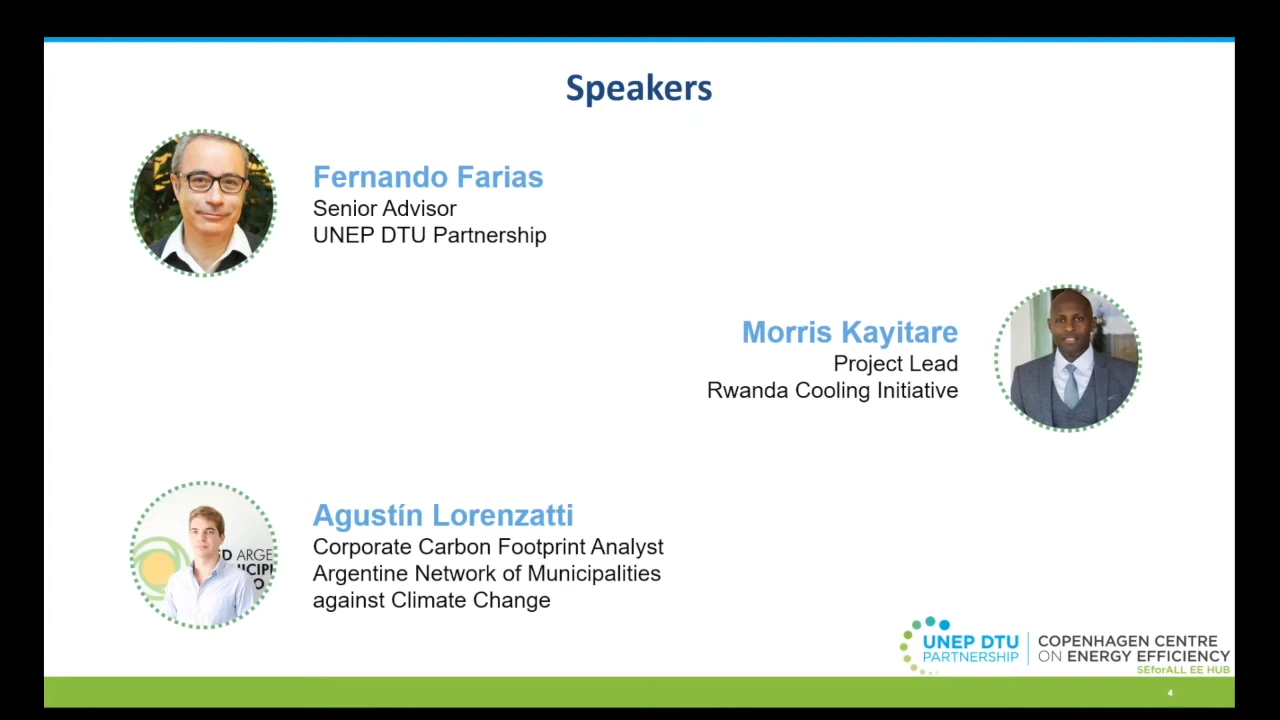 Speakers
Fernando Farias
Senior Advisor
UNEP DTU Partnership
Morris Kayitare
Project Lead
Rwanda Cooling Initiative
Agustín Lorenzatti
Corporate Carbon Footprint Analyst
Argentine Network of Municipalities
against Climate Change
D ARGE
UNEP DTU
PARTNERSHIP
COPENHAGEN CENTRE
ON ENERGY EFFICIENCY
SEforALL EE HUB
4